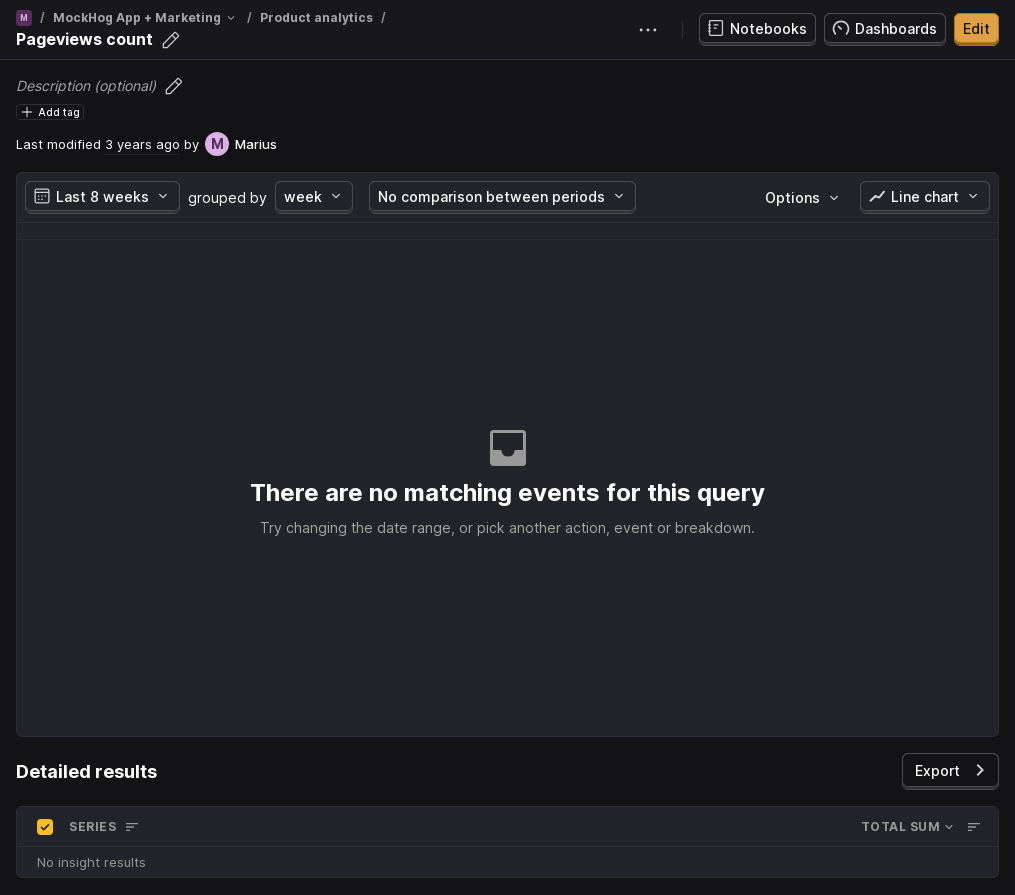 M / MockHog App + Marketing / Product analytics /
Pageviews count
Notebooks
Dashboards
Edit
Description (optional)
Add tag
Last modified 3 years ago by M Marius
Last 8 weeks grouped by week No comparison between periods Options Line chart
There are no matching events for this query
Try changing the date range, or pick another action, event or breakdown.
Detailed results
Export
SERIES TOTAL SUM
No insight results